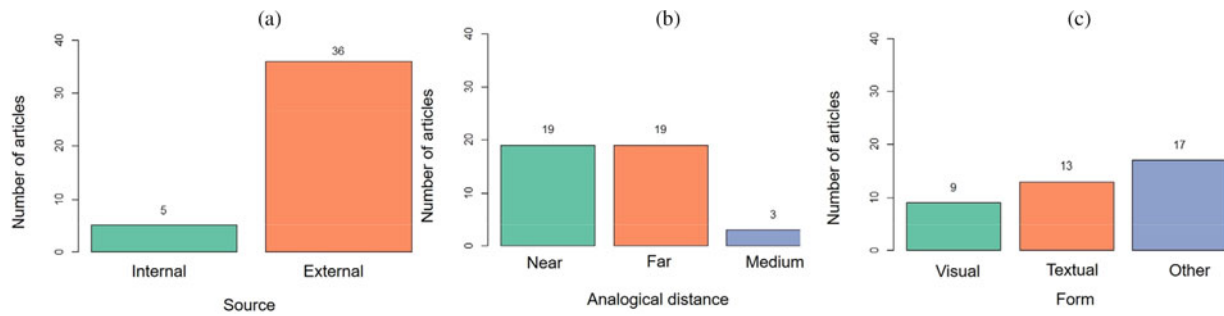 (a)
Number of articles
40
30
20
10
0
5
36
Internal
External
Source
(b)
Number of articles
40
30
20
10
0
19
19
3
Near
Far
Medium
Analogical distance
(c)
Number of articles
40
30
20
10
0
9
13
17
Visual
Textual
Other
Form